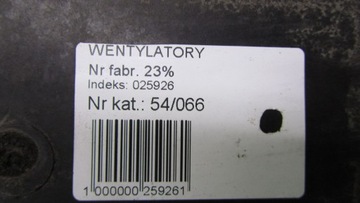 WENTYLATORY
Nr fabr. 23%
Indeks: 025926
Nr kat.: 54/066
1 000000 259261